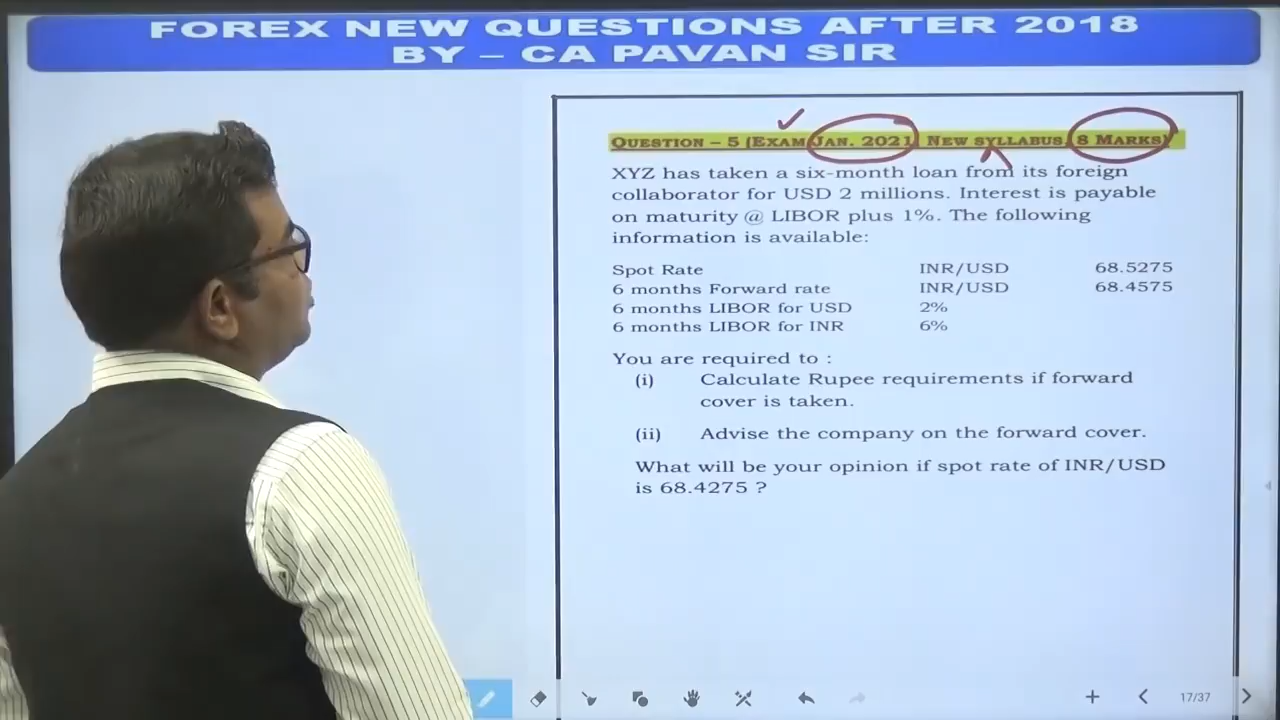 FOREX NEW QUESTIONS AFTER 2018
BY – CA PAVAN SIR
QUESTION – 5 (EXAM JAN. 2021 NEW SYLLABUS 8 MARKS)
XYZ has taken a six-month loan from its foreign
collaborator for USD 2 millions. Interest is payable
on maturity @ LIBOR plus 1%. The following
information is available:
Spot Rate INR/USD 68.5275
6 months Forward rate INR/USD 68.4575
6 months LIBOR for USD 2%
6 months LIBOR for INR 6%
You are required to :
(i) Calculate Rupee requirements if forward
cover is taken.
(ii) Advise the company on the forward cover.
What will be your opinion if spot rate of INR/USD
is 68.4275 ?
17/37